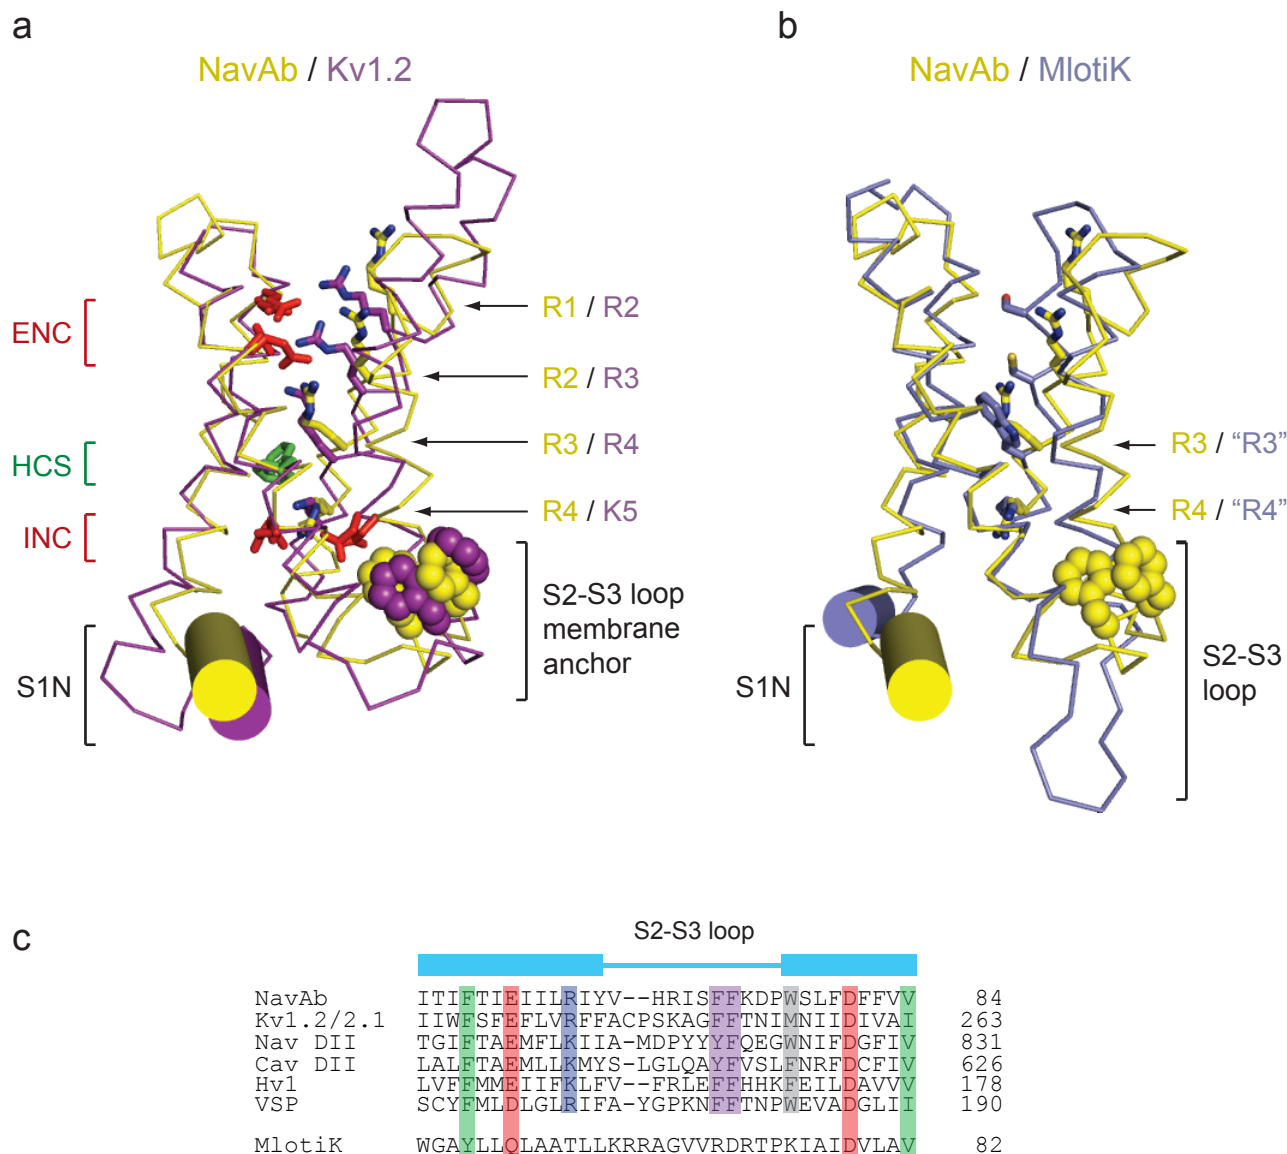 a
NavAb / Kv1.2
ENC
HCS
INC
S1N
R1 / R2
R2 / R3
R3 / R4
R4 / K5
S2-S3 loop
membrane
anchor
b
NavAb / MlotiK
R3 / “R3”
R4 / “R4”
S1N
S2-S3
loop
c
S2-S3 loop
NavAb ITIFTIEIILRIYV--HRISFFKDPWSLFDFFVV 84
Kv1.2/2.1 IIWFSFEFLVRFFACPSKAGFFTNIMNIIDIVAI 263
Nav DII TGIFTAEMFLKIIA-MDPYYYFQEGWNIFDGFIV 831
Cav DII LALFTAEMLLKMYS-LGLQAYFVSLFNRFDCFIV 626
Hv1 LVFFMMEIIFKLFV--FRLEFFHHKFEILDAVVV 178
VSP SCYFMLDLGLRIFA-YGPKNFFTNPWEVADGLII 190
MlotiK WGAYLLQLAATLLKRRAGVVRDRTPKIAIDVLAV 82